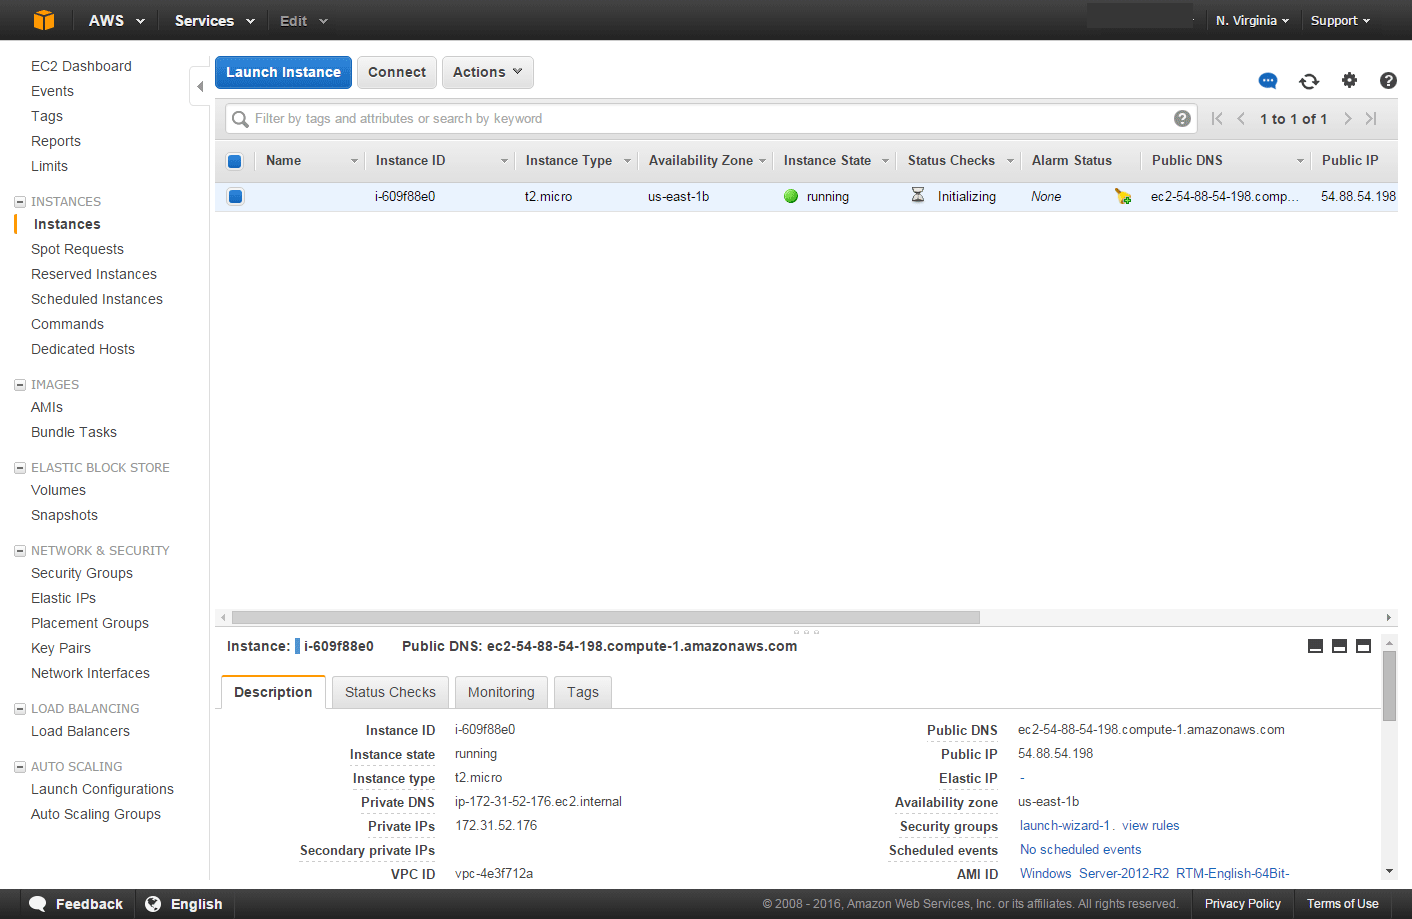 AWS Services Edit N. Virginia Support
EC2 Dashboard
Events
Tags
Reports
Limits
INSTANCES
Instances
Spot Requests
Reserved Instances
Scheduled Instances
Commands
Dedicated Hosts
IMAGES
AMIs
Bundle Tasks
ELASTIC BLOCK STORE
Volumes
Snapshots
NETWORK & SECURITY
Security Groups
Elastic IPs
Placement Groups
Key Pairs
Network Interfaces
LOAD BALANCING
Load Balancers
AUTO SCALING
Launch Configurations
Auto Scaling Groups
Launch Instance Connect Actions
Filter by tags and attributes or search by keyword 1 to 1 of 1
Name Instance ID Instance Type Availability Zone Instance State Status Checks Alarm Status Public DNS Public IP
i-609f88e0 t2.micro us-east-1b running Initializing None ec2-54-88-54-198.comp... 54.88.54.198
Instance: i-609f88e0 Public DNS: ec2-54-88-54-198.compute-1.amazonaws.com
Description Status Checks Monitoring Tags
Instance ID i-609f88e0 Public DNS ec2-54-88-54-198.compute-1.amazonaws.com
Instance state running Public IP 54.88.54.198
Instance type t2.micro Elastic IP -
Private DNS ip-172-31-52-176.ec2.internal Availability zone us-east-1b
Private IPs 172.31.52.176 Security groups launch-wizard-1. view rules
Secondary private IPs Scheduled events No scheduled events
VPC ID vpc-4e3f712a AMI ID Windows_Server-2012-R2_RTM-English-64Bit-
Feedback English © 2008 - 2016, Amazon Web Services, Inc. or its affiliates. All rights reserved. Privacy Policy Terms of Use